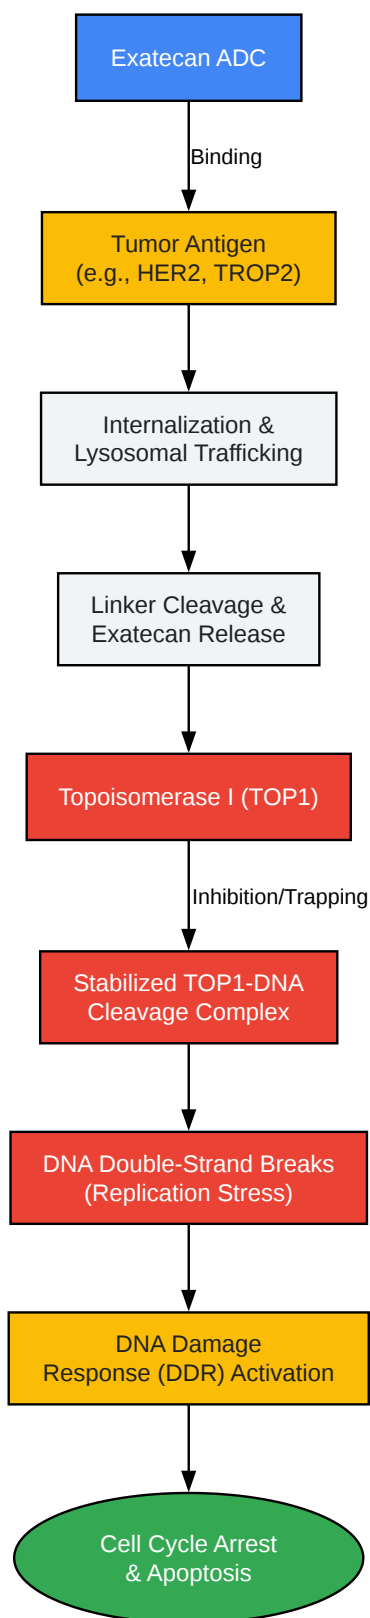 Exatecan ADC
Binding
Tumor Antigen
(e.g., HER2, TROP2)
Internalization &
Lysosomal Trafficking
Linker Cleavage &
Exatecan Release
Topoisomerase I (TOP1)
Inhibition/Trapping
Stabilized TOP1-DNA
Cleavage Complex
DNA Double-Strand Breaks
(Replication Stress)
DNA Damage
Response (DDR) Activation
Cell Cycle Arrest
& Apoptosis